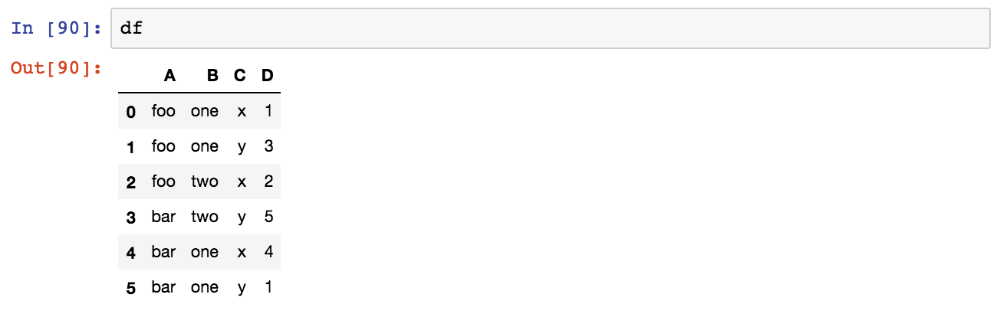 In [90]: df
Out[90]:
A B C D
0 foo one x 1
1 foo one y 3
2 foo two x 2
3 bar two y 5
4 bar one x 4
5 bar one y 1